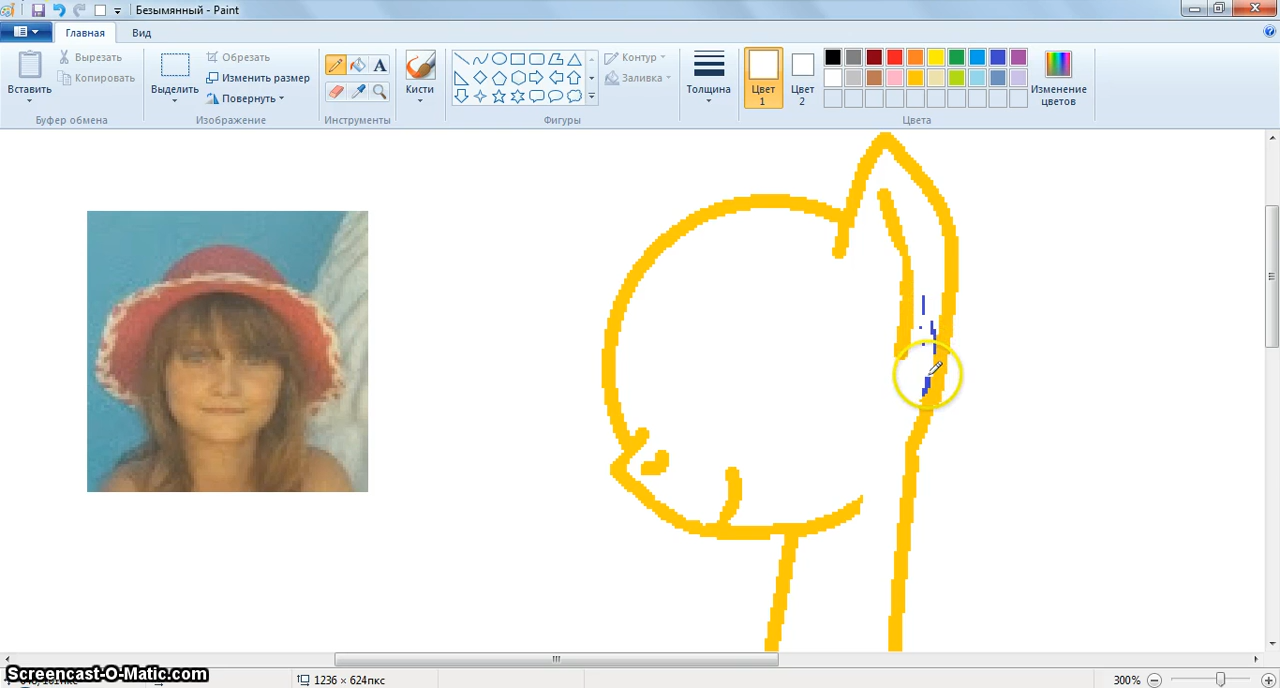 Безымянный - Paint
Главная
Вид
Вставить
Вырезать
Копировать
Буфер обмена
Выделить
Обрезать
Изменить размер
Повернуть
Изображение
A
Инструменты
Кисти
Контур
Заливка
Фигуры
Толщина
Цвет
1
Цвет
2
Изменение
цветов
Цвета
Screencast-O-Matic.com
1236 × 624пкс
300%